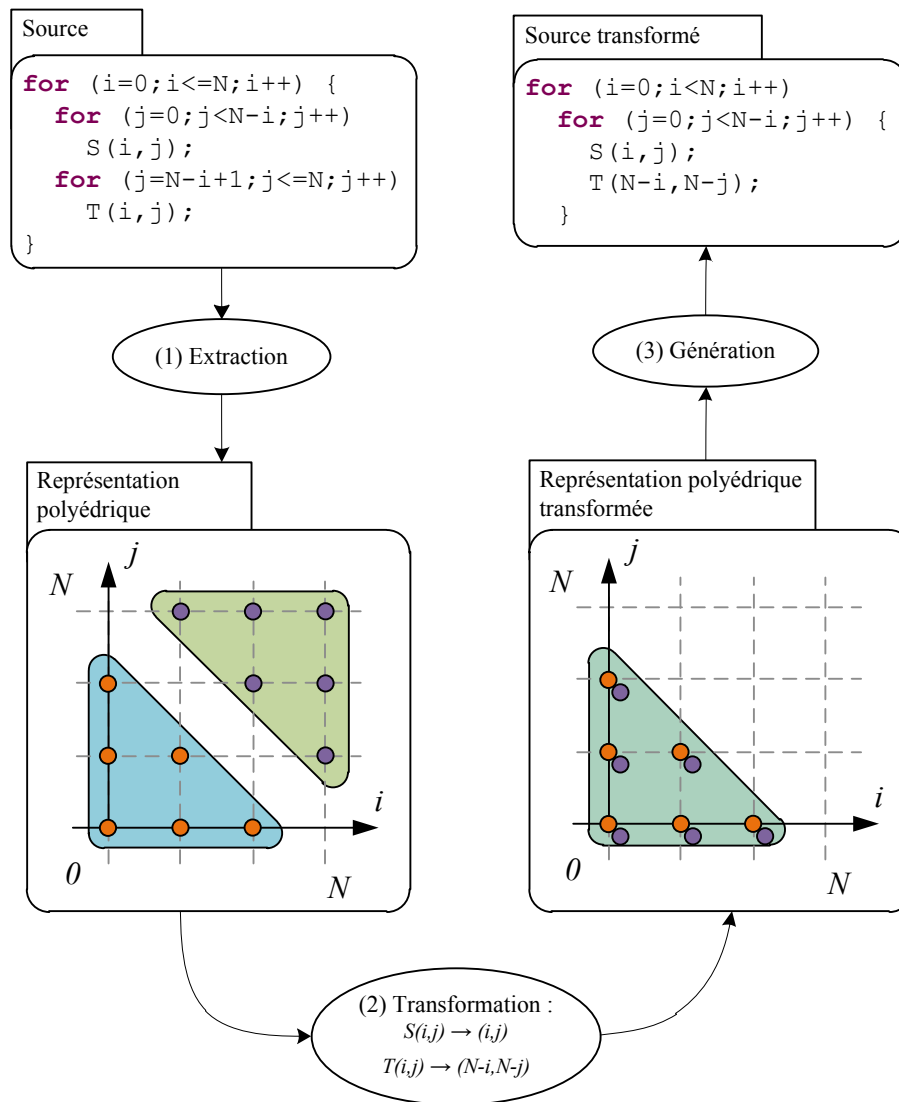 Source
for (i=0;i<=N;i++) {
for (j=0;j<N-i;j++)
S(i,j);
for (j=N-i+1;j<=N;j++)
T(i,j);
}
(1) Extraction
Représentation
polyédrique
j
N
i
0
N
(2) Transformation :
S(i,j) → (i,j)
T(i,j) → (N-i,N-j)
Représentation polyédrique
transformée
j
N
i
0
N
(3) Génération
Source transformé
for (i=0;i<N;i++)
for (j=0;j<N-i;j++) {
S(i,j);
T(N-i,N-j);
}